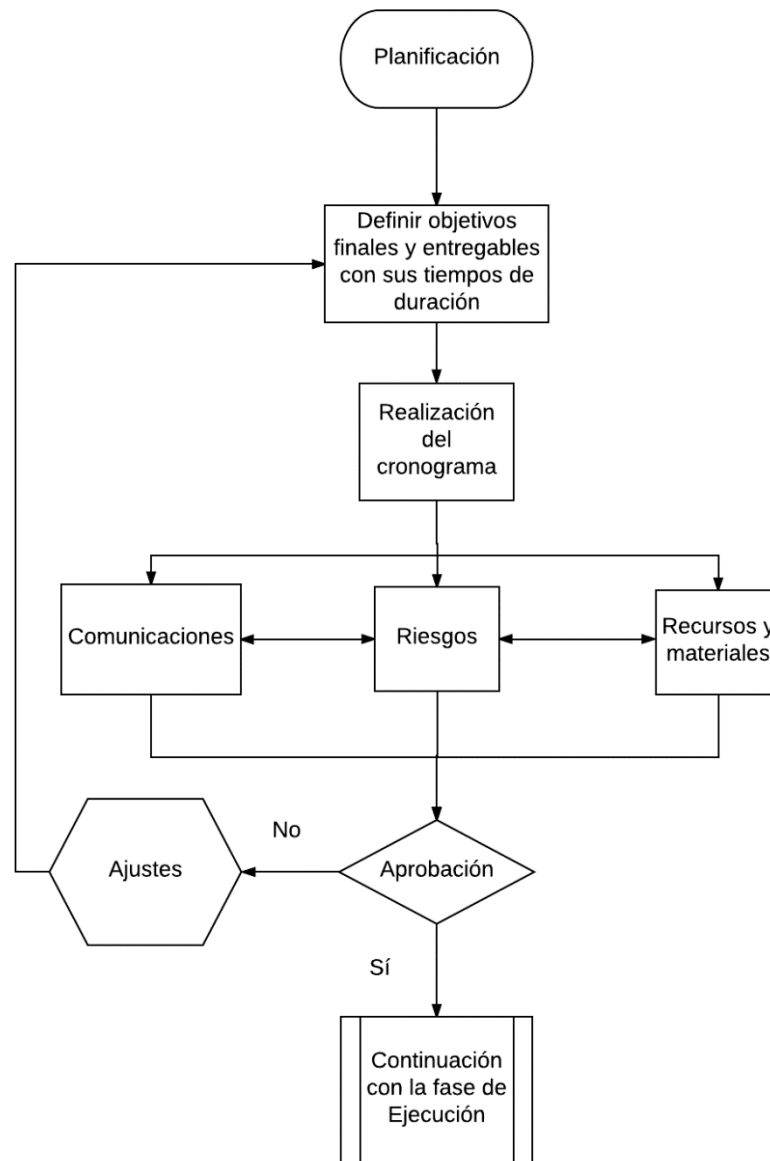 Planificación
Definir objetivos
finales y entregables
con sus tiempos de
duración
Realización
del
cronograma
Comunicaciones
Riesgos
Recursos y
materiales
No
Ajustes
Aprobación
Sí
Continuación
con la fase de
Ejecución